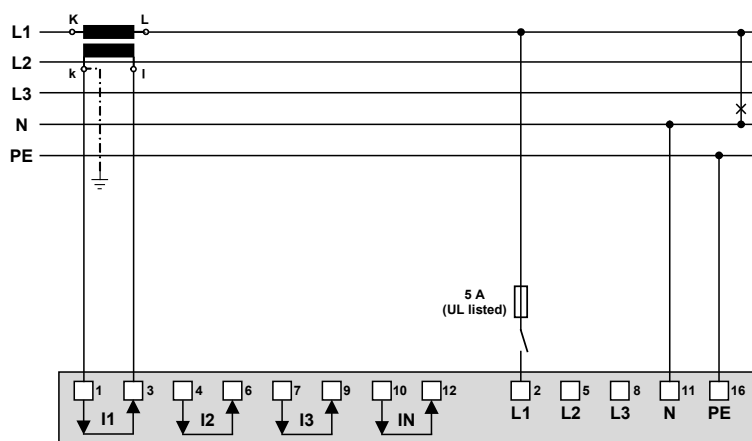 K L
L1
L2
k l
L3
N
PE
5 A
(UL listed)
1 3 4 6 7 9 10 12 2 5 8 11 16
I1 I2 I3 IN L1 L2 L3 N PE